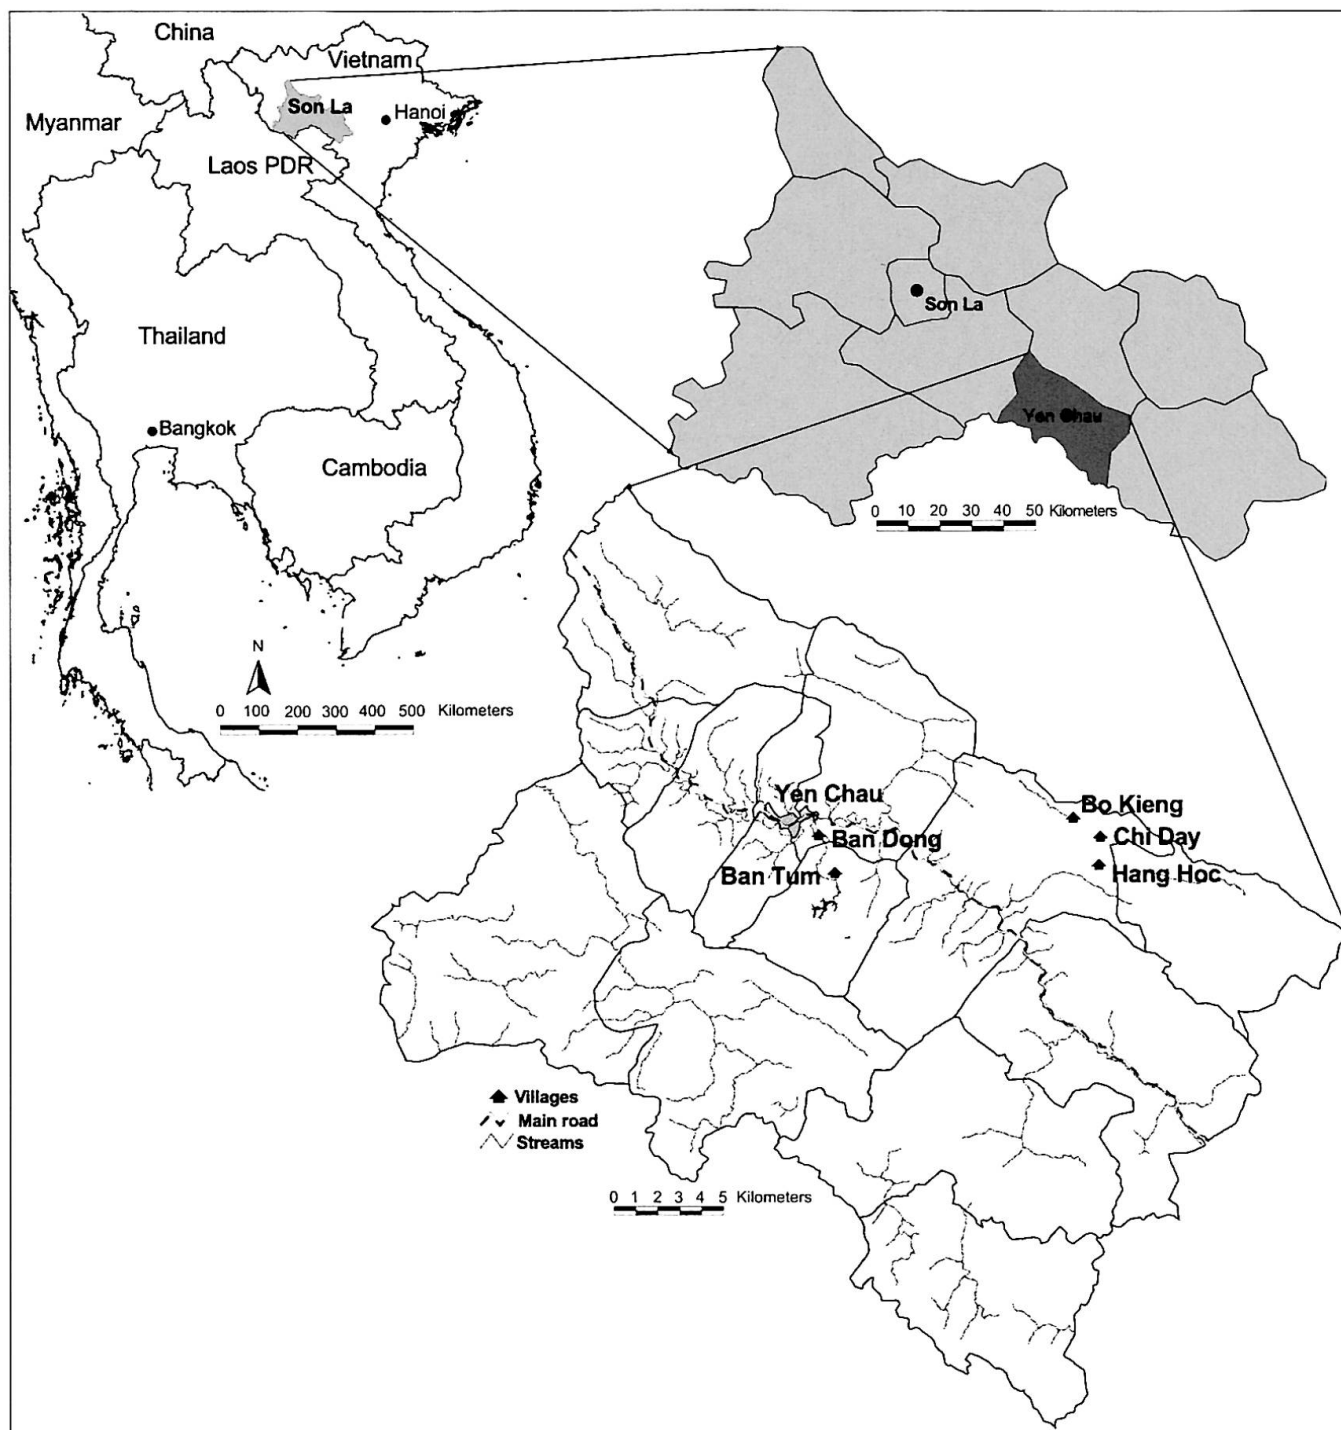 China
Vietnam
Son La
Hanoi
Myanmar
Laos PDR
Thailand
Bangkok
Cambodia
N
0 100 200 300 400 500 Kilometers
Son La
Yen Chau
0 10 20 30 40 50 Kilometers
Yen Chau
Ban Dong
Ban Tum
Bo Kieng
Chi Day
Hang Hoc
Villages
Main road
Streams
0 1 2 3 4 5 Kilometers